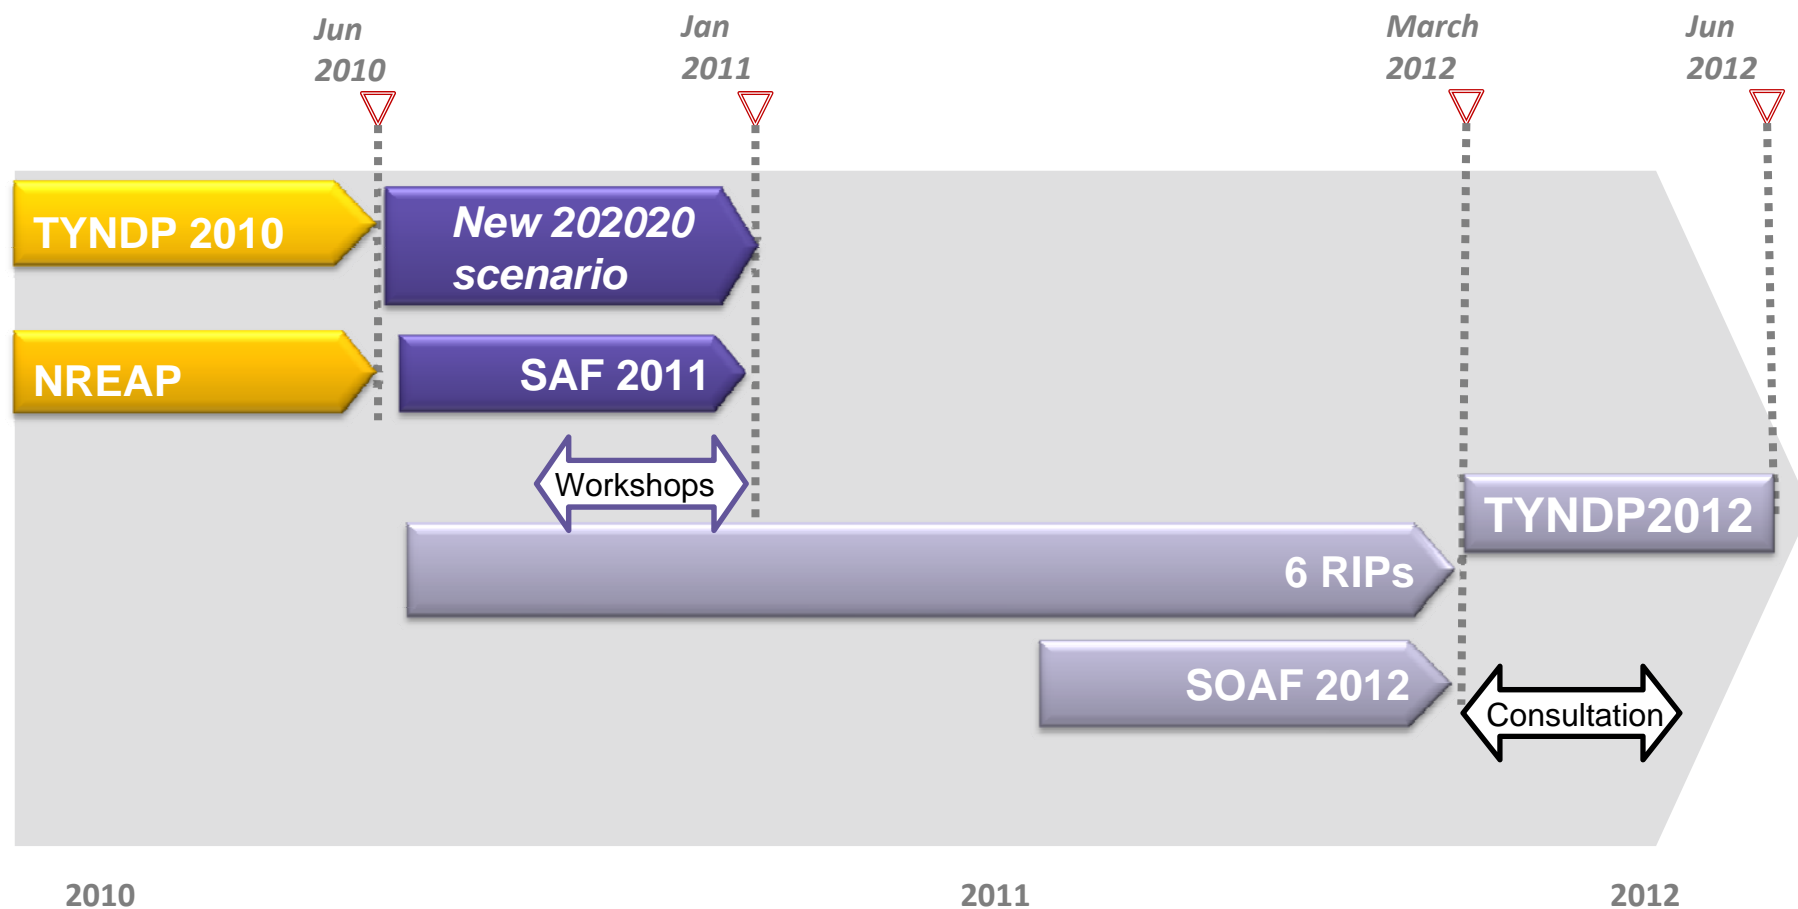 Jun
2010
Jan
2011
March
2012
Jun
2012
TYNDP 2010
New 202020
scenario
NREAP
SAF 2011
Workshops
TYNDP2012
6 RIPs
SOAF 2012
Consultation
2010
2011
2012